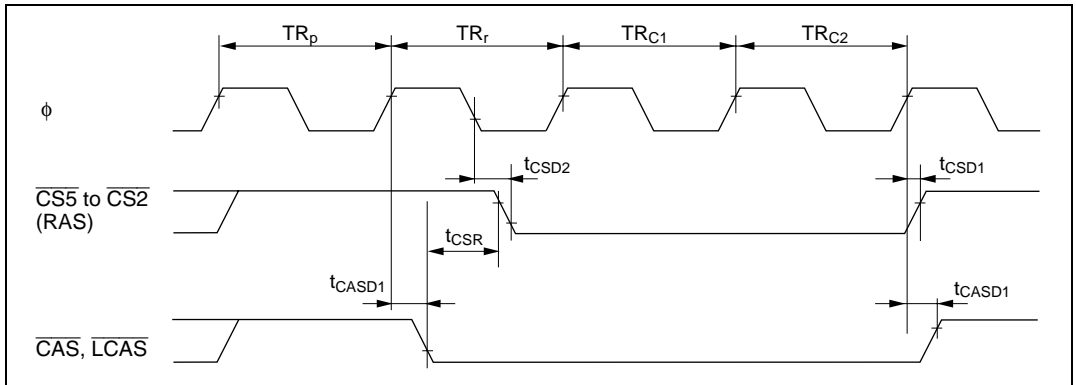 TRp TRr TRC1 TRC2
ϕ
tCSD2 tCSD1
CS5 to CS2
(RAS)
tCSR
tCASD1 tCASD1
CAS, LCAS